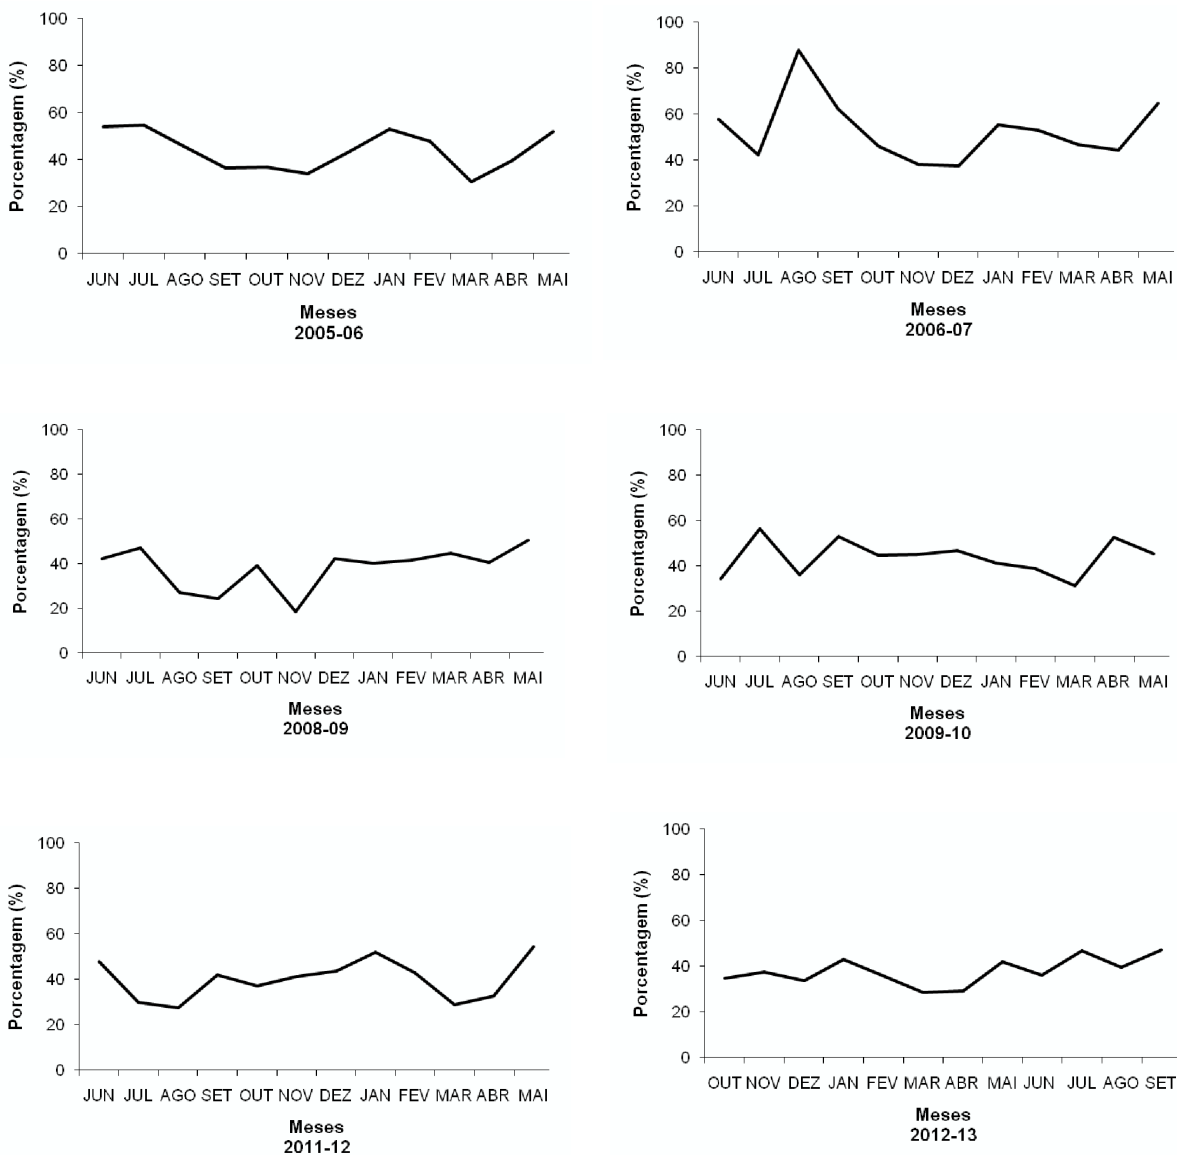 100
80
60
40
20
0
Porcentagem (%)
JUN JUL AGO SET OUT NOV DEZ JAN FEV MAR ABR MAI
Meses
2005-06
100
80
60
40
20
0
Porcentagem (%)
JUN JUL AGO SET OUT NOV DEZ JAN FEV MAR ABR MAI
Meses
2006-07
100
80
60
40
20
0
Porcentagem (%)
JUN JUL AGO SET OUT NOV DEZ JAN FEV MAR ABR MAI
Meses
2008-09
100
80
60
40
20
0
Porcentagem (%)
JUN JUL AGO SET OUT NOV DEZ JAN FEV MAR ABR MAI
Meses
2009-10
100
80
60
40
20
0
Porcentagem (%)
JUN JUL AGO SET OUT NOV DEZ JAN FEV MAR ABR MAI
Meses
2011-12
100
80
60
40
20
0
Porcentagem (%)
OUT NOV DEZ JAN FEV MAR ABR MAI JUN JUL AGO SET
Meses
2012-13